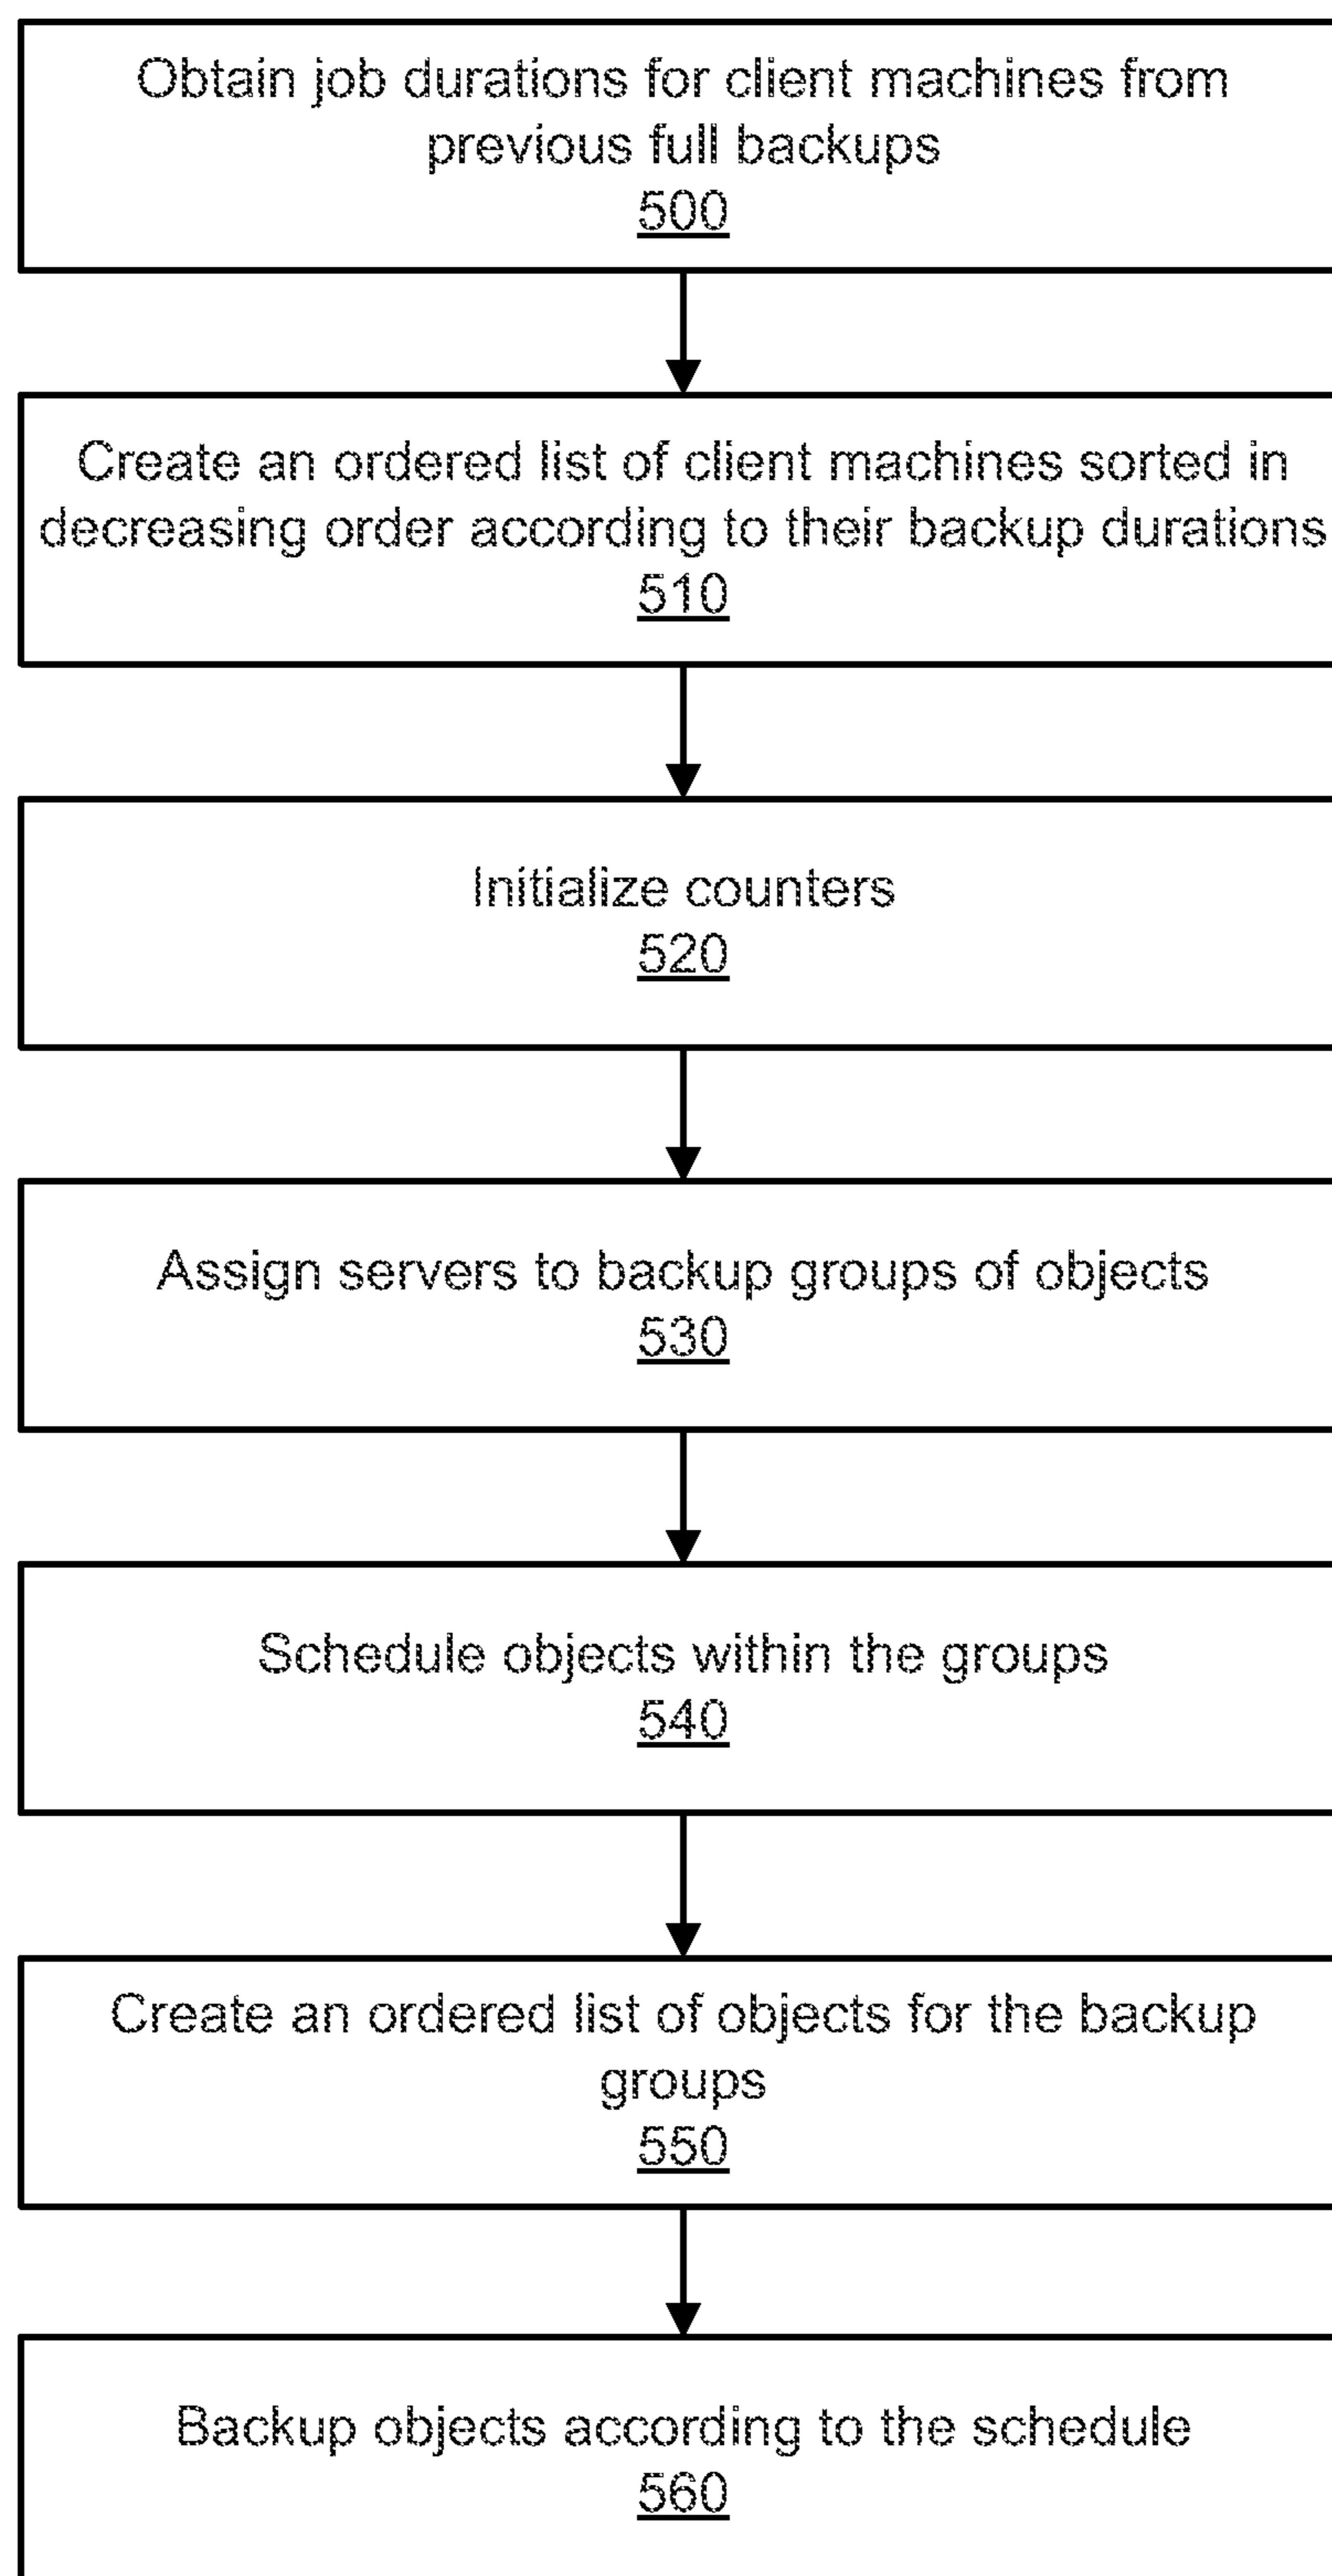 Obtain job durations for client machines from
previous full backups
500
Create an ordered list of client machines sorted in
decreasing order according to their backup durations
510
Initialize counters
520
Assign servers to backup groups of objects
530
Schedule objects within the groups
540
Create an ordered list of objects for the backup
groups
550
Backup objects according to the schedule
560